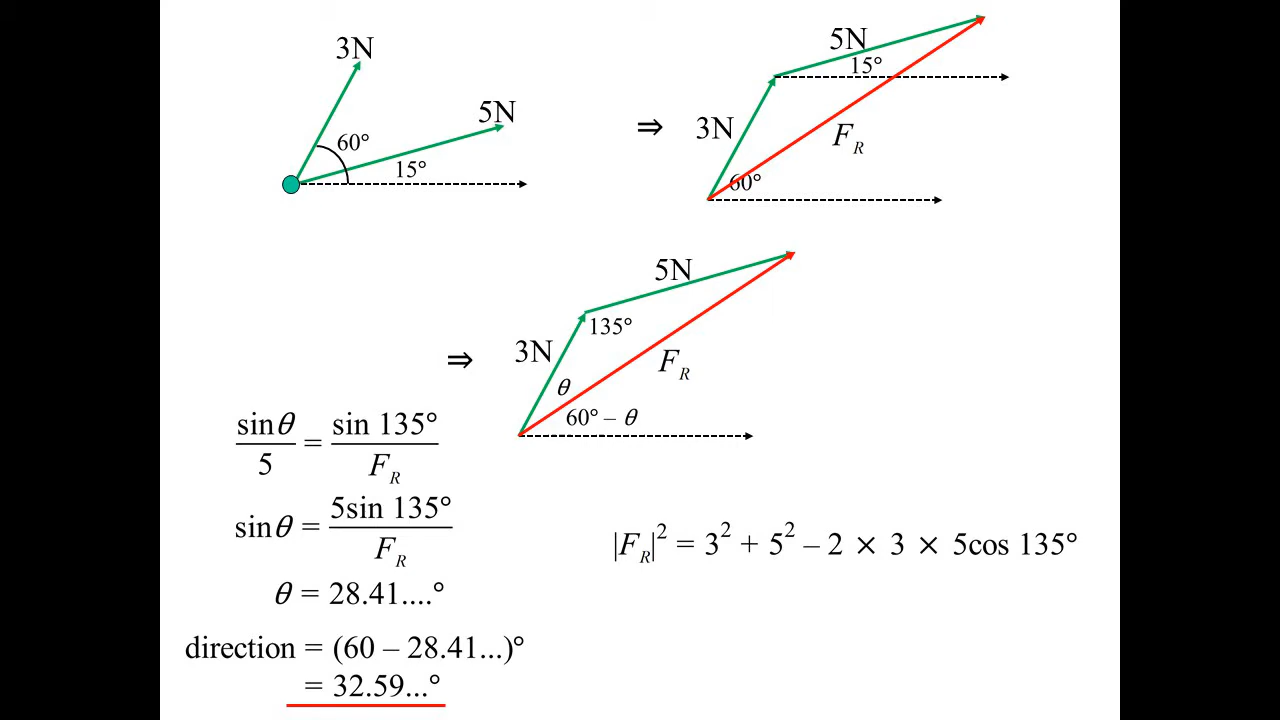 3N
5N
60°
15°
⇒
5N
15°
3N
F_R
60°
⇒
5N
135°
3N
F_R
θ
60° – θ
sinθ/5 = sin 135°/F_R
sinθ = 5sin 135°/F_R
θ = 28.41....°
direction = (60 – 28.41...)°
= 32.59...°
|F_R|² = 3² + 5² – 2 × 3 × 5cos 135°